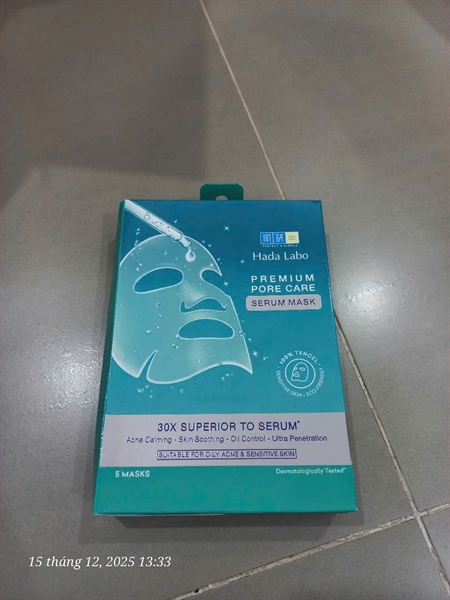 PERFECT × SIMPLE
Hada Labo
PREMIUM
PORE CARE
SERUM MASK
100% TENCEL
SENSITIVE SKIN • ECO-FRIENDLY
30X SUPERIOR TO SERUM*
Acne Calming - Skin Soothing - Oil Control - Ultra Penetration
SUITABLE FOR OILY ACNE & SENSITIVE SKIN
5 MASKS
Dermatologically Tested**
15 tháng 12, 2025 13:33